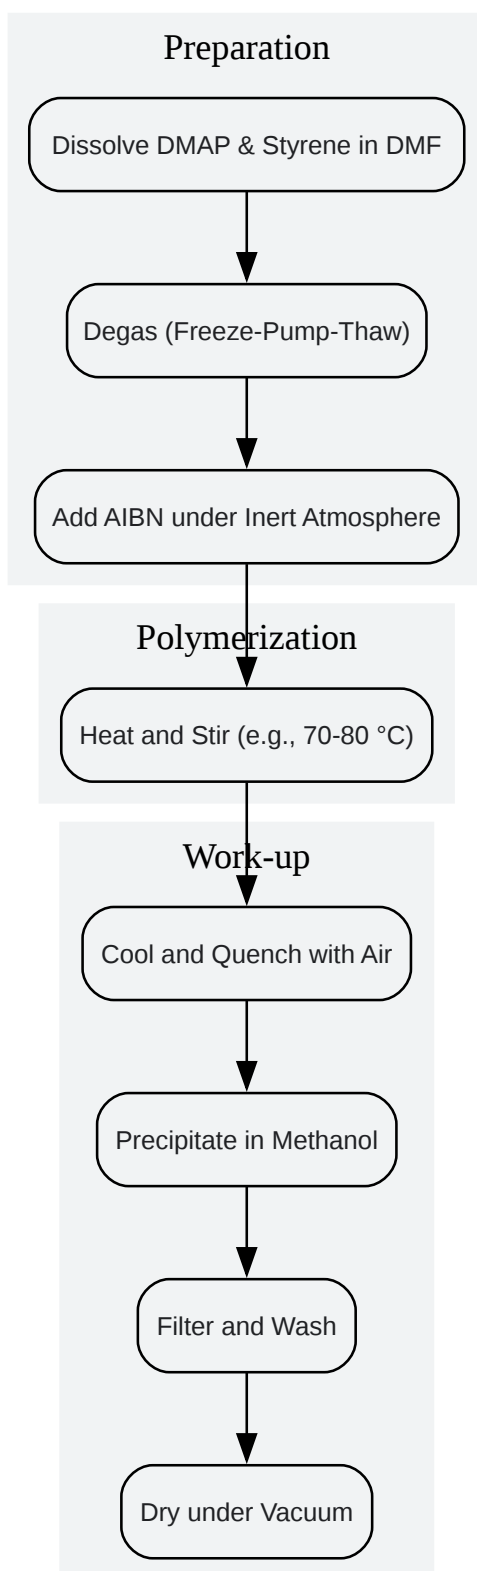 Preparation
Dissolve DMAP & Styrene in DMF
Degas (Freeze-Pump-Thaw)
Add AIBN under Inert Atmosphere
Polymerization
Heat and Stir (e.g., 70-80 °C)
Work-up
Cool and Quench with Air
Precipitate in Methanol
Filter and Wash
Dry under Vacuum